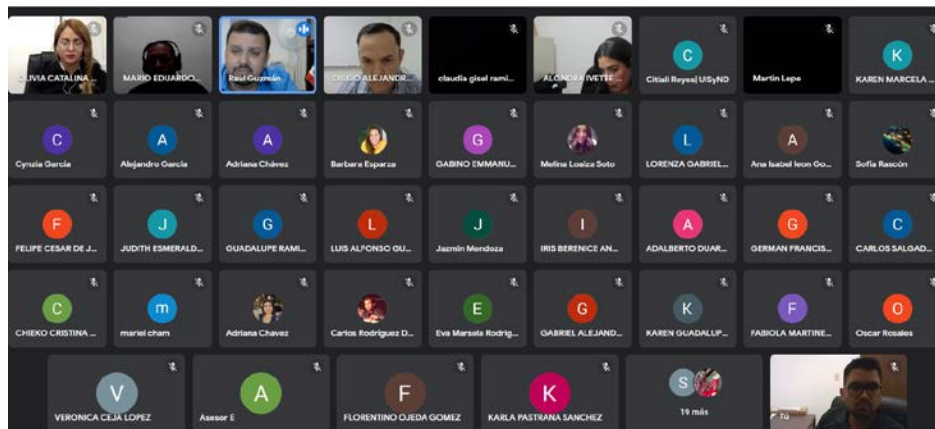 OLIVIA CATALINA ...
MARIO EDUARDO...
Raul Guzmán
DIEGO ALEJANDR...
claudia gisel rami...
ALONDRA IVETTE ...
C
Citlali Reyes| UISyND
Martin Lepe
K
KAREN MARCELA ...
C
Cynzia García
A
Alejandro García
A
Adriana Chávez
Barbara Esparza
G
GABINO EMMANU...
Melina Loaiza Soto
L
LORENZA GABRIEL...
A
Ana Isabel leon Go...
Sofía Rascón
F
FELIPE CESAR DE J...
J
JUDITH ESMERALD...
G
GUADALUPE RAMI...
L
LUIS ALFONSO GU...
J
Jazmín Mendoza
I
IRIS BERENICE AN...
A
ADALBERTO DUAR...
G
GERMAN FRANCIS...
C
CARLOS SALGAD...
C
CHIEKO CRISTINA ...
m
mariel cham
Adriana Chavez
Carlos Rodríguez D...
E
Eva Marsela Rodríg...
G
GABRIEL ALEJAND...
K
KAREN GUADALUP...
F
FABIOLA MARTINE...
O
Oscar Rosales
V
VERONICA CEJA LOPEZ
A
Asesor E
F
FLORENTINO OJEDA GOMEZ
K
KARLA PASTRANA SANCHEZ
S
19 más
Tú